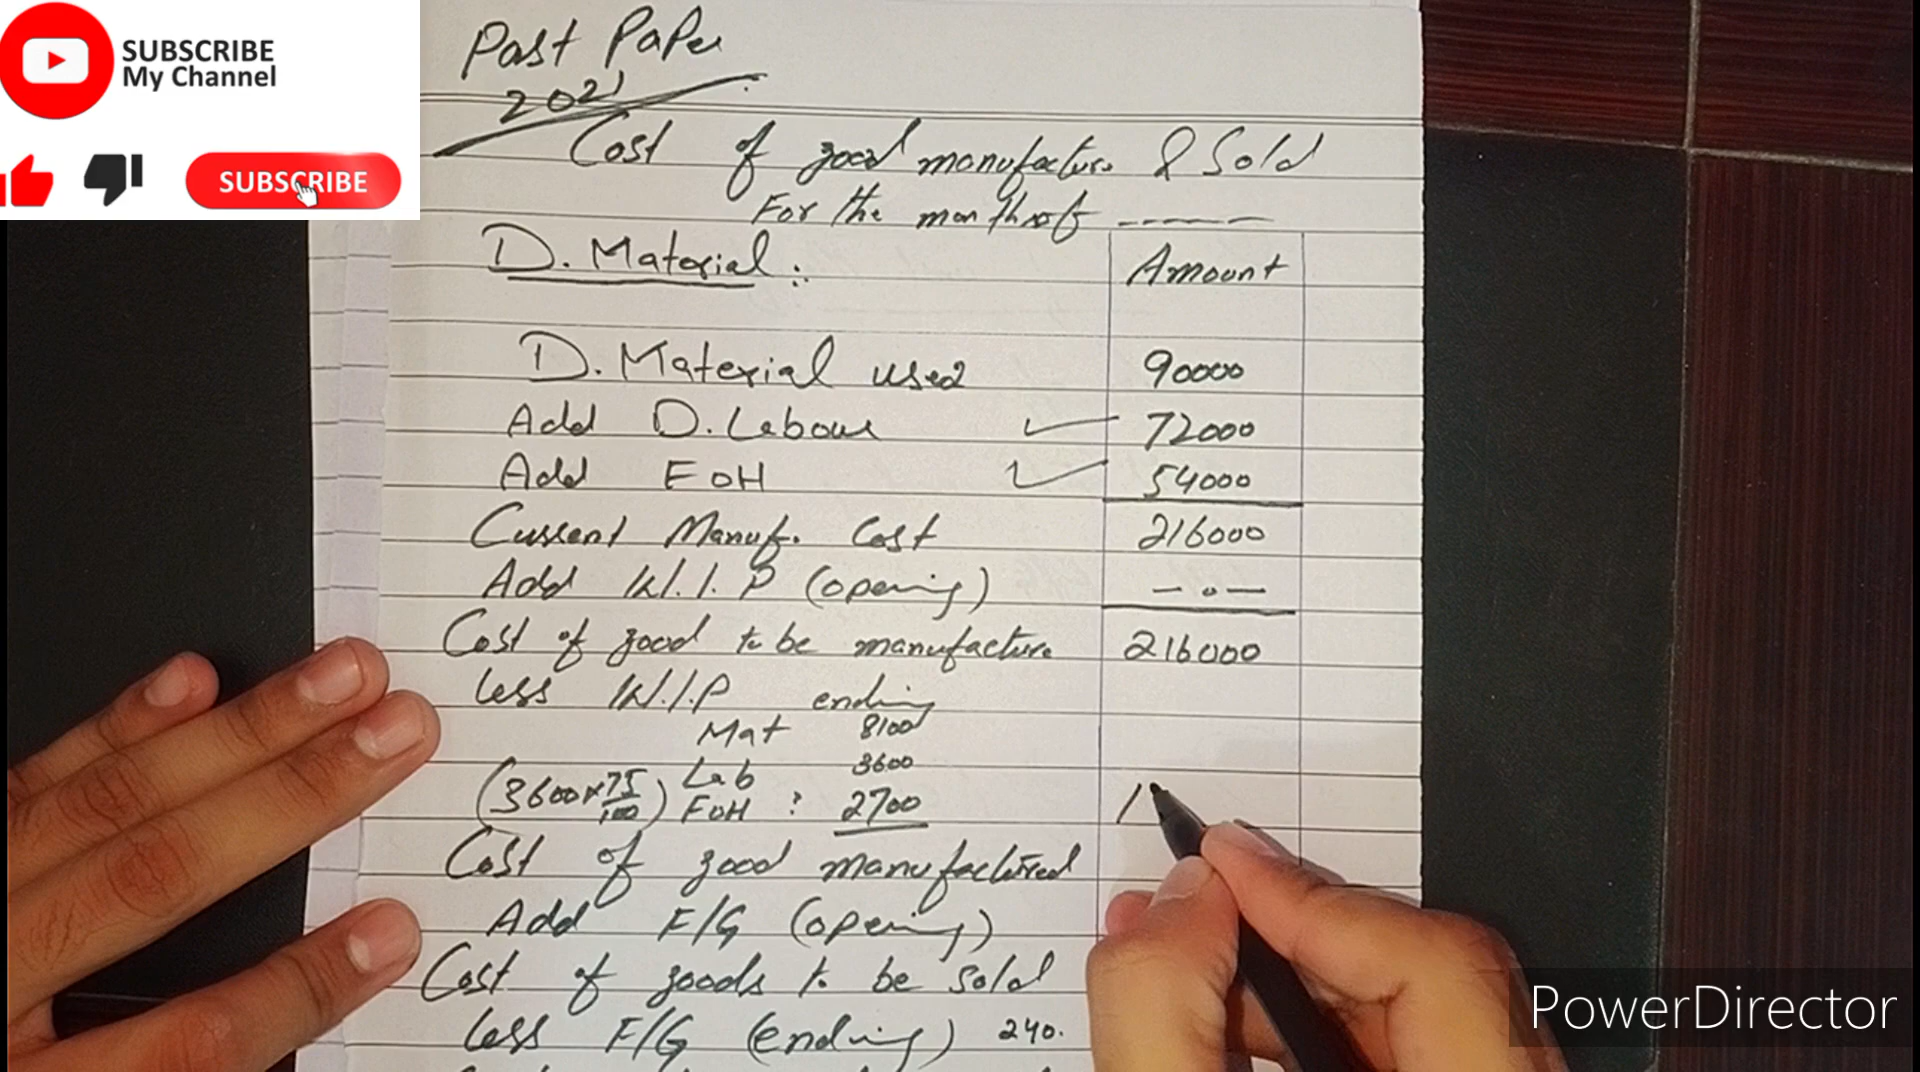 SUBSCRIBE
My Channel
SUBSCRIBE
Past Paper
2021
Cost of good manufacture & Sold
For the month of ------
D. Material :
Amount
D. Material used 90000
Add D. Labour 72000
Add FOH 54000
Current Manuf. Cost 216000
Add W.I.P (opening) —o—
Cost of good to be manufacture 216000
less W.I.P ending
Mat 8100
Lab 3600
(3600×75/100) FOH : 2700
Cost of good manufactured
Add F/G (opening)
Cost of goods to be sold
less F/G (ending) 240.
PowerDirector